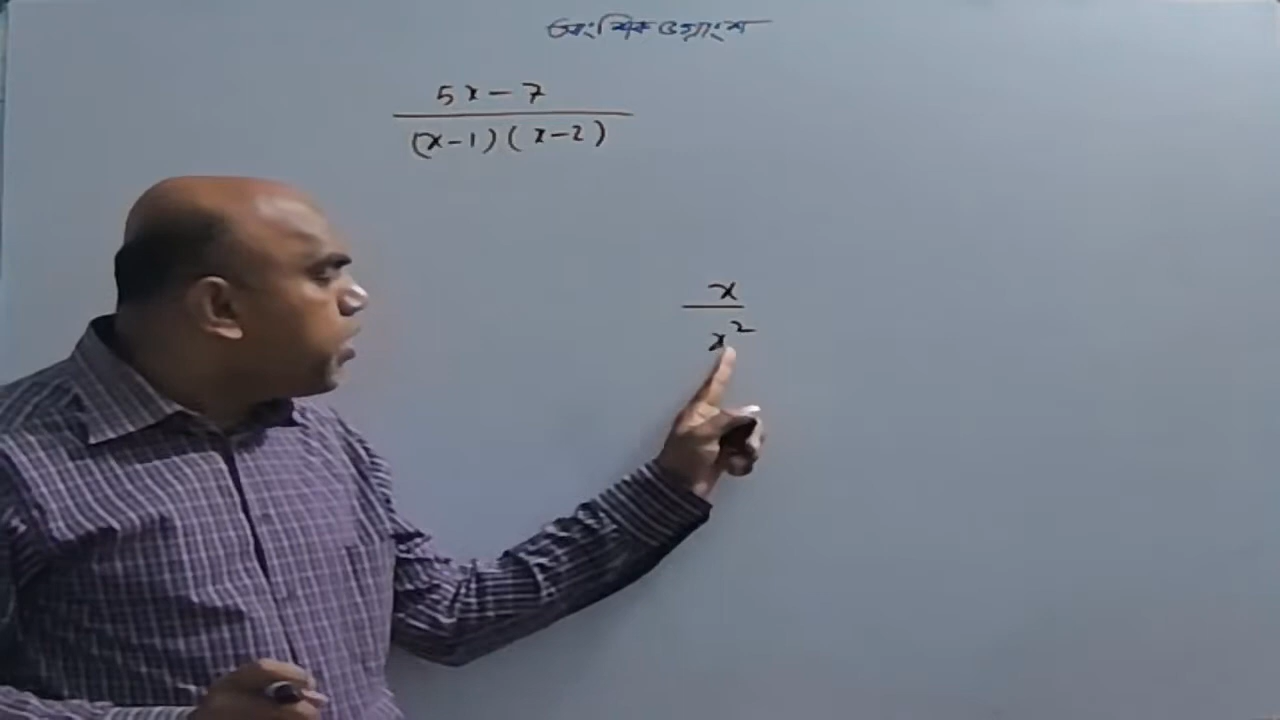 আংশিক ভগ্নাংশ
5x - 7
(x-1) (x-2)
x
x²